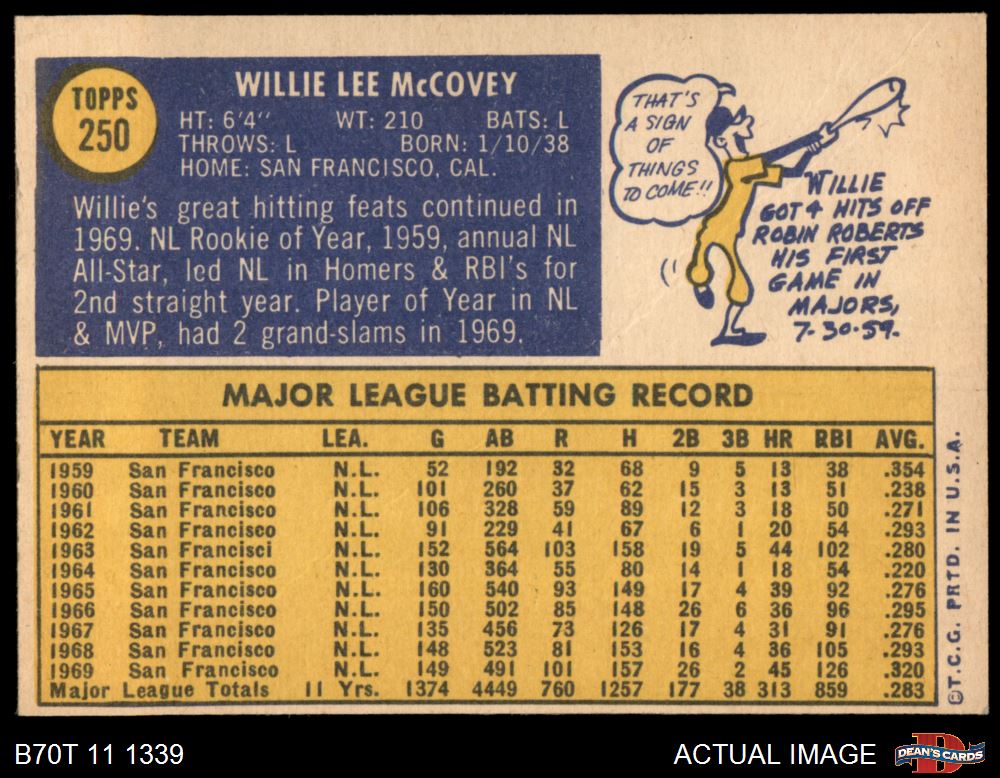 TOPPS
250
WILLIE LEE McCOVEY
HT: 6'4" WT: 210 BATS: L
THROWS: L BORN: 1/10/38
HOME: SAN FRANCISCO, CAL.
Willie's great hitting feats continued in
1969. NL Rookie of Year, 1959, annual NL
All-Star, led NL in Homers & RBI's for
2nd straight year. Player of Year in NL
& MVP, had 2 grand-slams in 1969.
THAT'S
A SIGN
OF
THINGS
TO COME!!
WILLIE
GOT 4 HITS OFF
ROBIN ROBERTS
HIS FIRST
GAME IN
MAJORS,
7-30-59.
MAJOR LEAGUE BATTING RECORD
YEAR TEAM LEA. G AB R H 2B 3B HR RBI AVG.
1959 San Francisco N.L. 52 192 32 68 9 5 13 38 .354
1960 San Francisco N.L. 101 260 37 62 15 3 13 51 .238
1961 San Francisco N.L. 106 328 59 89 12 3 18 50 .271
1962 San Francisco N.L. 91 229 41 67 6 1 20 54 .293
1963 San Francisci N.L. 152 564 103 158 19 5 44 102 .280
1964 San Francisco N.L. 130 364 55 80 14 1 18 54 .220
1965 San Francisco N.L. 160 540 93 149 17 4 39 92 .276
1966 San Francisco N.L. 150 502 85 148 26 6 36 96 .295
1967 San Francisco N.L. 135 456 73 126 17 4 31 91 .276
1968 San Francisco N.L. 148 523 81 153 16 4 36 105 .293
1969 San Francisco N.L. 149 491 101 157 26 2 45 126 .320
Major League Totals 11 Yrs. 1374 4449 760 1257 177 38 313 859 .283
©T.C.G. PRTD. IN U.S.A.
B70T 11 1339
ACTUAL IMAGE
DEAN'S CARDS